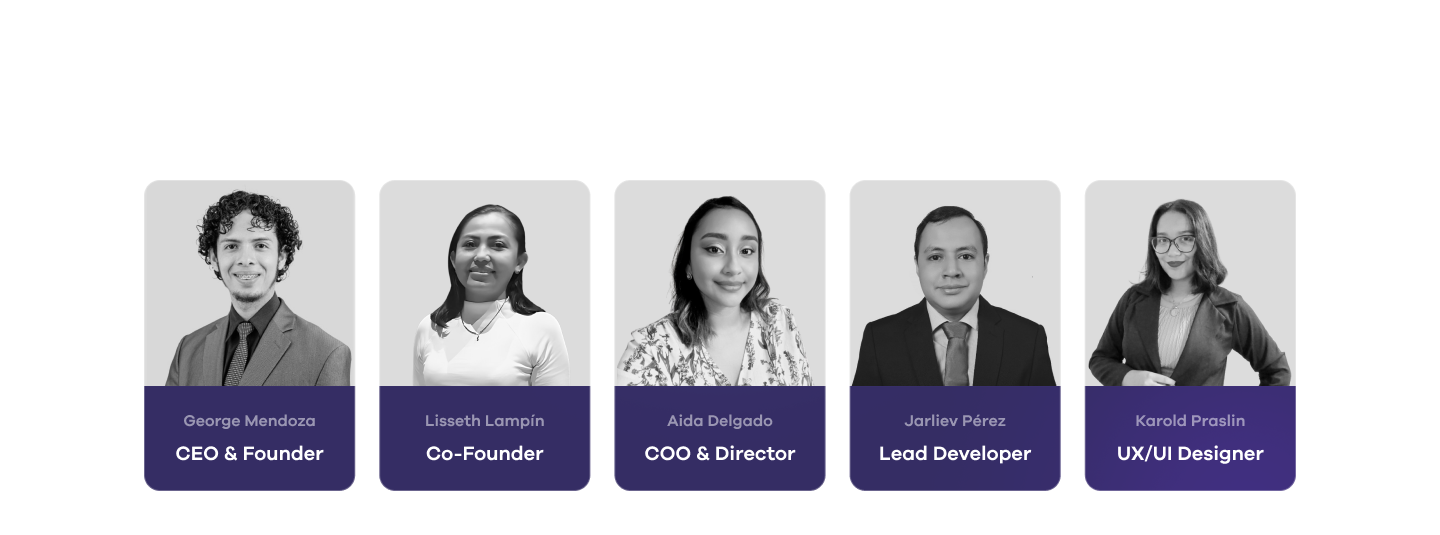 George Mendoza
CEO & Founder
Lisseth Lampín
Co-Founder
Aida Delgado
COO & Director
Jarliev Pérez
Lead Developer
Karold Praslin
UX/UI Designer